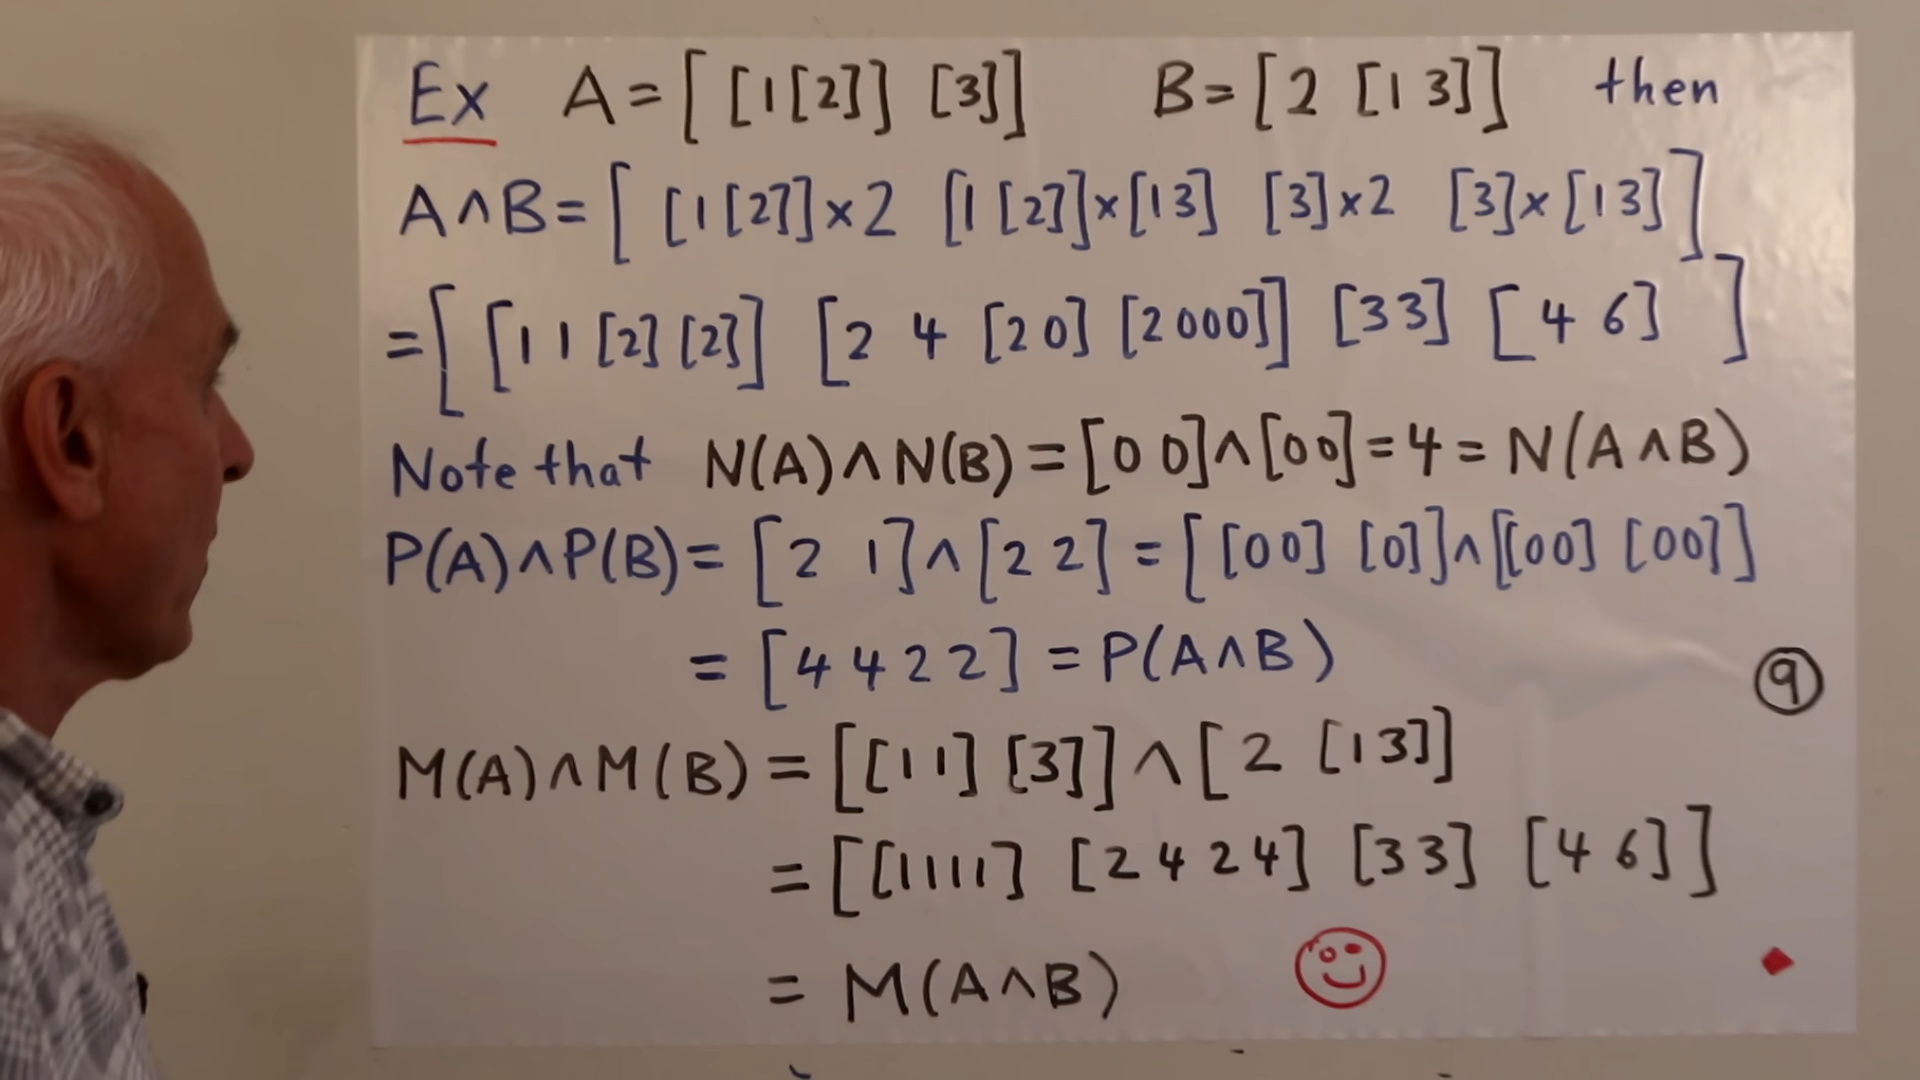 Ex A = [ [1 [2]] [3]] B = [2 [1 3]] then
A ∧ B = [ [1 [2]] × 2 [1 [2]] × [1 3] [3] × 2 [3] × [1 3] ]
= [ [1 1 [2] [2]] [2 4 [2 0] [2 0 0 0]] [3 3] [4 6] ]
Note that N(A) ∧ N(B) = [0 0] ∧ [0 0] = 4 = N(A ∧ B)
P(A) ∧ P(B) = [2 1] ∧ [2 2] = [ [0 0] [0]] ∧ [[0 0] [0 0]]
= [4 4 2 2] = P(A ∧ B)
9
M(A) ∧ M(B) = [[1 1] [3]] ∧ [2 [1 3]]
= [[1 1 1 1] [2 4 2 4] [3 3] [4 6]]
= M(A ∧ B)